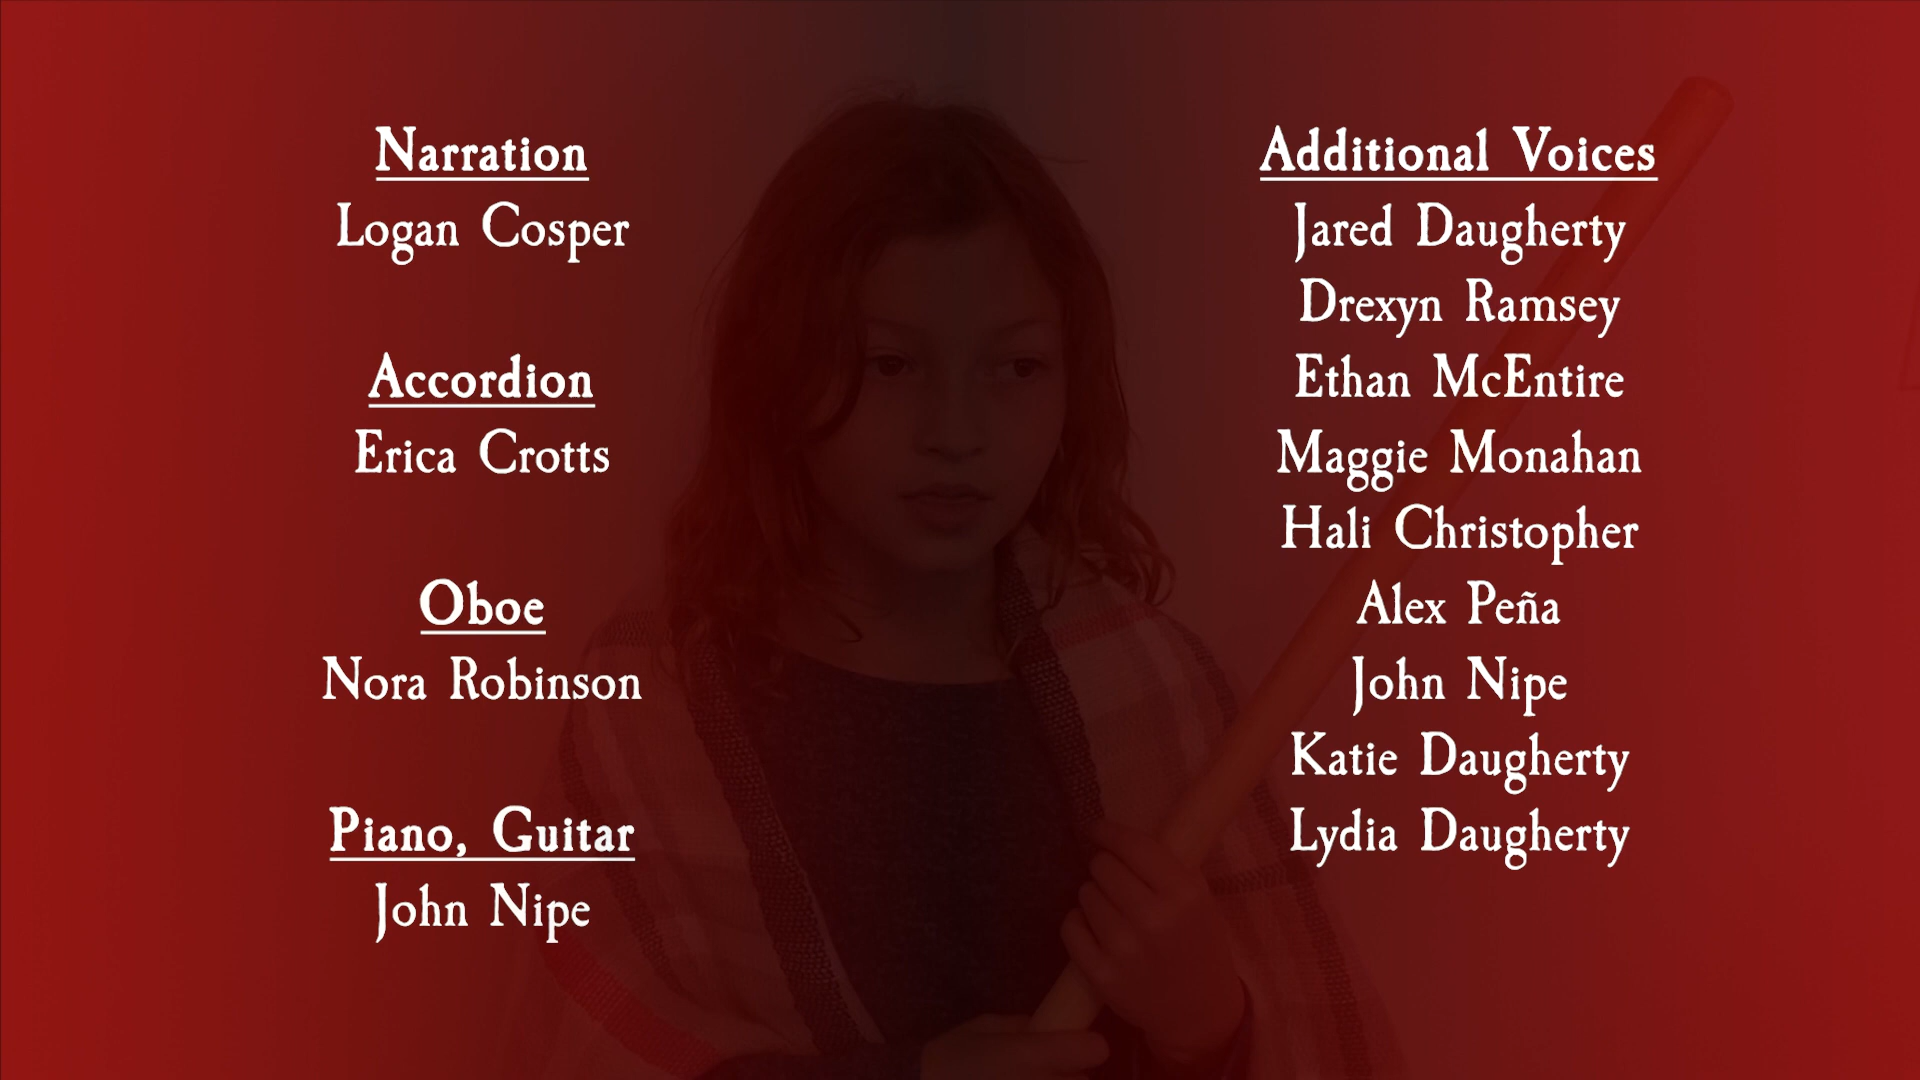 Narration
Logan Cosper
Accordion
Erica Crotts
Oboe
Nora Robinson
Piano, Guitar
John Nipe
Additional Voices
Jared Daugherty
Drexyn Ramsey
Ethan McEntire
Maggie Monahan
Hali Christopher
Alex Peña
John Nipe
Katie Daugherty
Lydia Daugherty